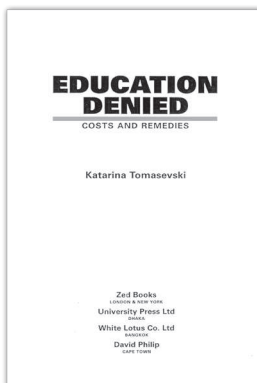 EDUCATION
DENIED
COSTS AND REMEDIES
Katarina Tomasevski
Zed Books
LONDON & NEW YORK
University Press Ltd
DHAKA
White Lotus Co. Ltd
BANGKOK
David Philip
CAPE TOWN